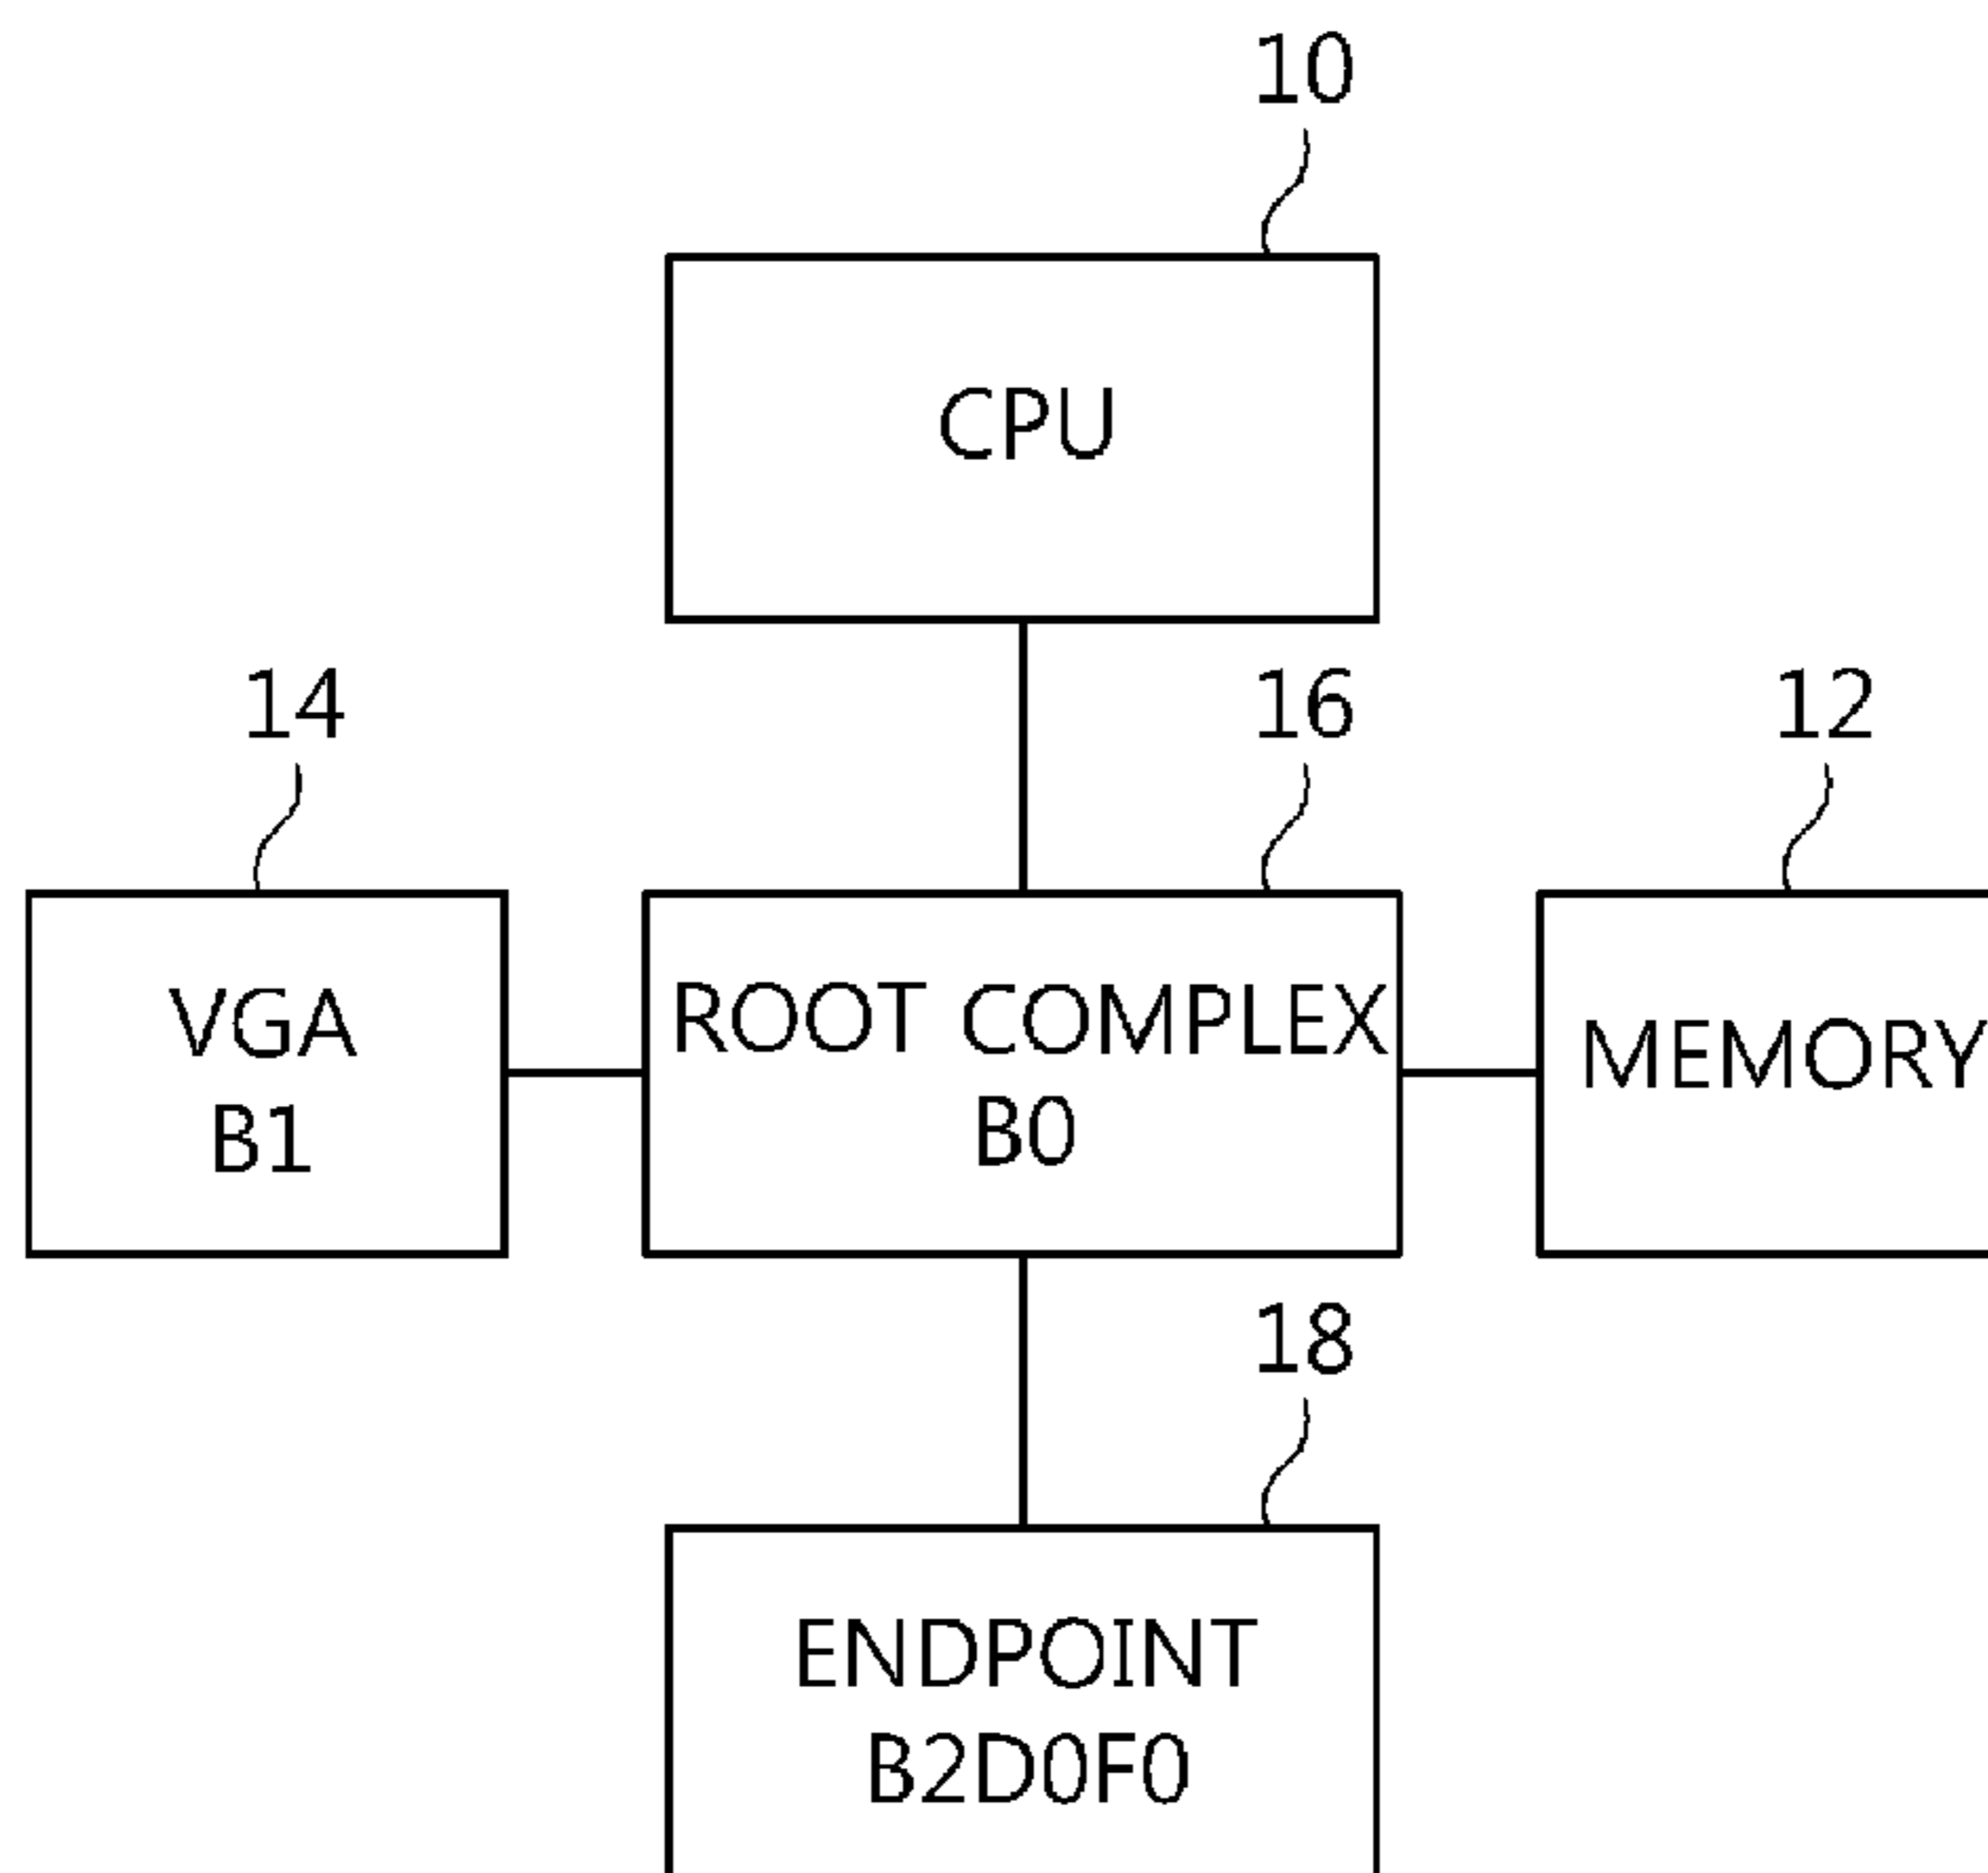 10
CPU
14
16
12
VGA
B1
ROOT COMPLEX
B0
MEMORY
18
ENDPOINT
B2D0F0